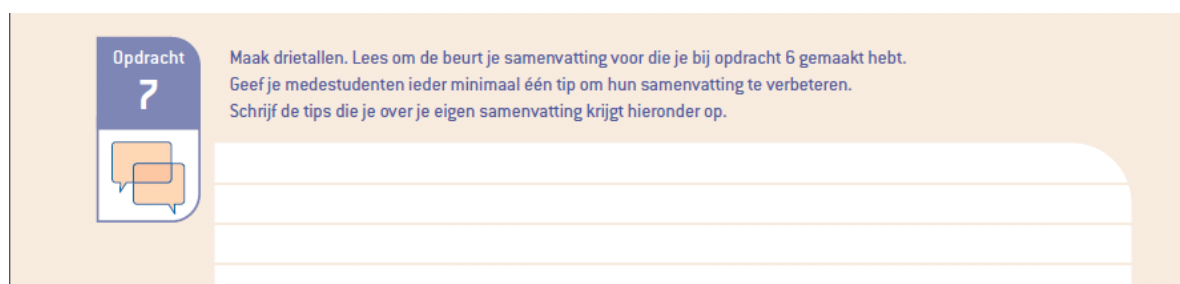 Opdracht
7
Maak drietallen. Lees om de beurt je samenvatting voor die je bij opdracht 6 gemaakt hebt.
Geef je medestudenten ieder minimaal één tip om hun samenvatting te verbeteren.
Schrijf de tips die je over je eigen samenvatting krijgt hieronder op.